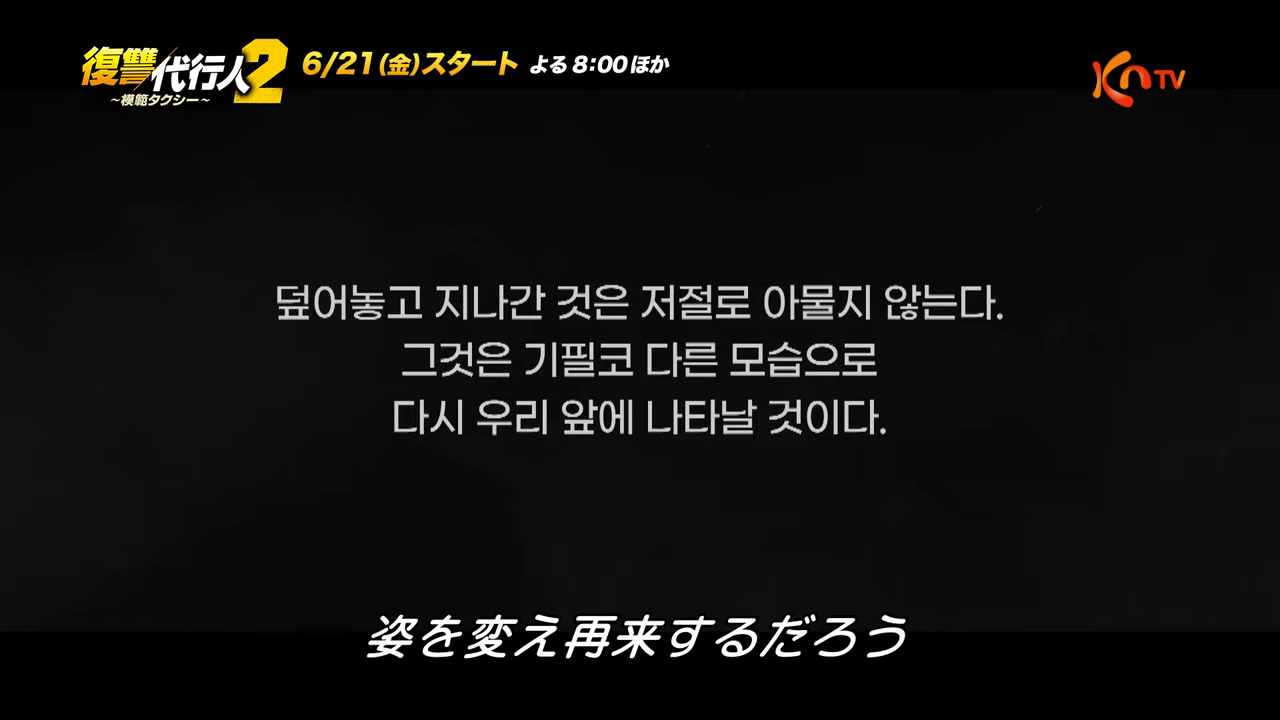 復讐代行人2
～模範タクシー～
6/21(金)スタート よる8:00ほか
KnTV
덮어놓고 지나간 것은 저절로 아물지 않는다.
그것은 기필코 다른 모습으로
다시 우리 앞에 나타날 것이다.
姿を変え再来するだろう